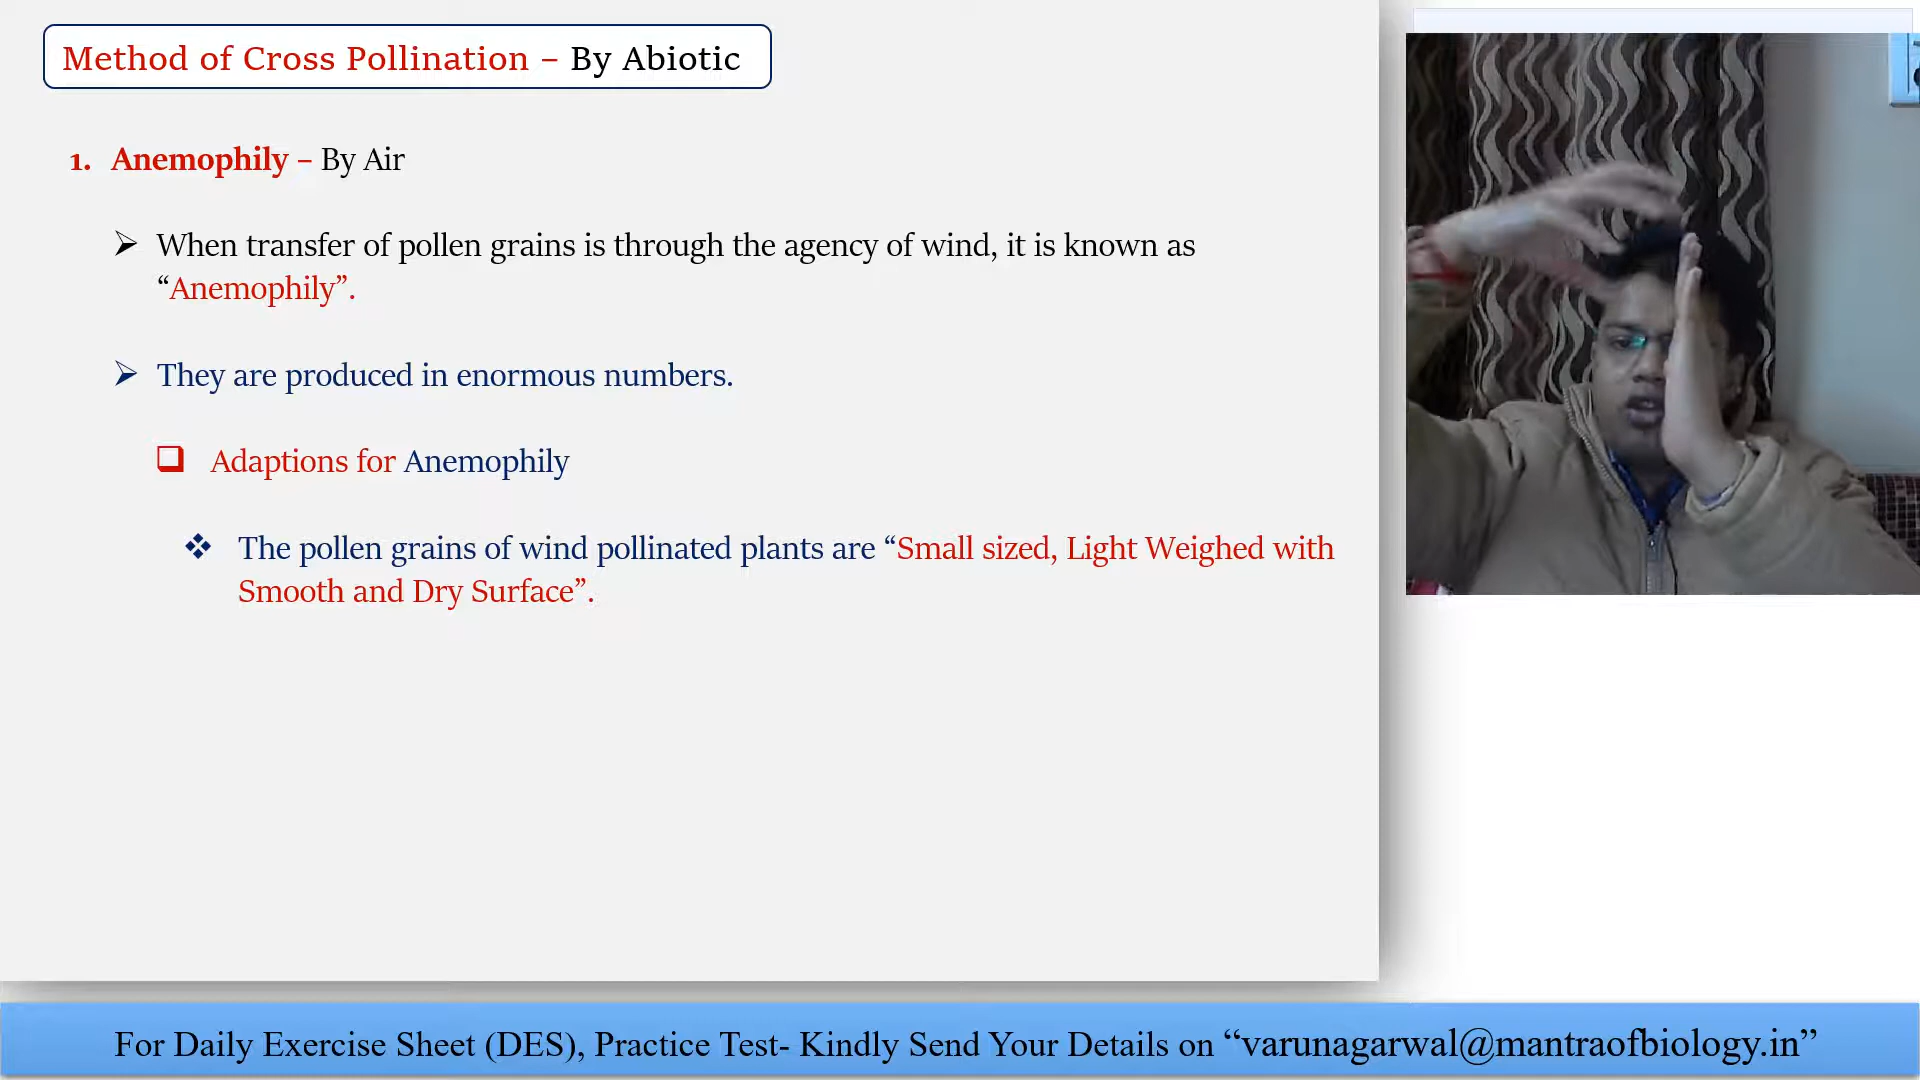 Method of Cross Pollination – By Abiotic
1. Anemophily – By Air
➢ When transfer of pollen grains is through the agency of wind, it is known as
“Anemophily”.
➢ They are produced in enormous numbers.
❑ Adaptions for Anemophily
❖ The pollen grains of wind pollinated plants are “Small sized, Light Weighed with
Smooth and Dry Surface”.
For Daily Exercise Sheet (DES), Practice Test- Kindly Send Your Details on “varunagarwal@mantraofbiology.in”